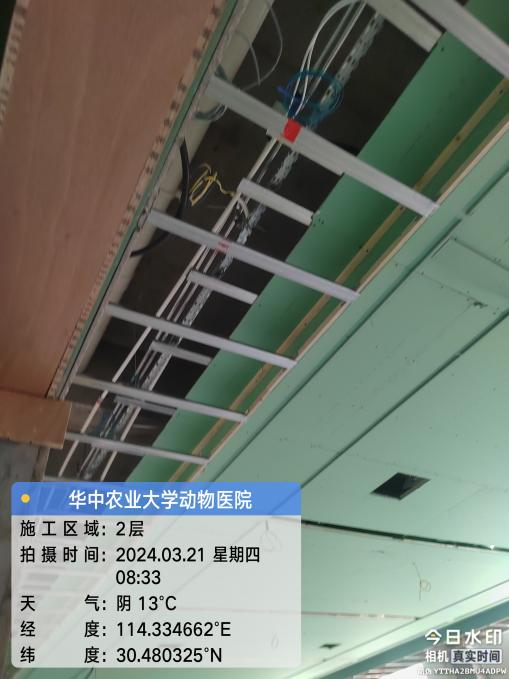 华中农业大学动物医院
施工区域：2层
拍摄时间：2024.03.21 星期四
08:33
天气：阴 13°C
经度：114.334662°E
纬度：30.480325°N
今日水印
相机 真实时间
YTTHA2BMU4ADPW